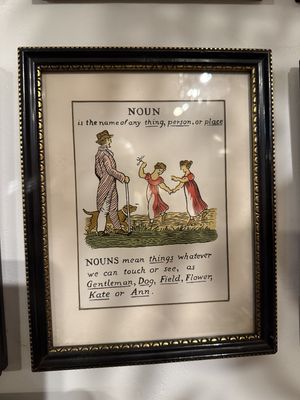 NOUN
is the name of any thing, person, or place
NOUNS mean things whatever
we can touch or see, as
Gentleman, Dog, Field, Flower,
Kate or Ann.